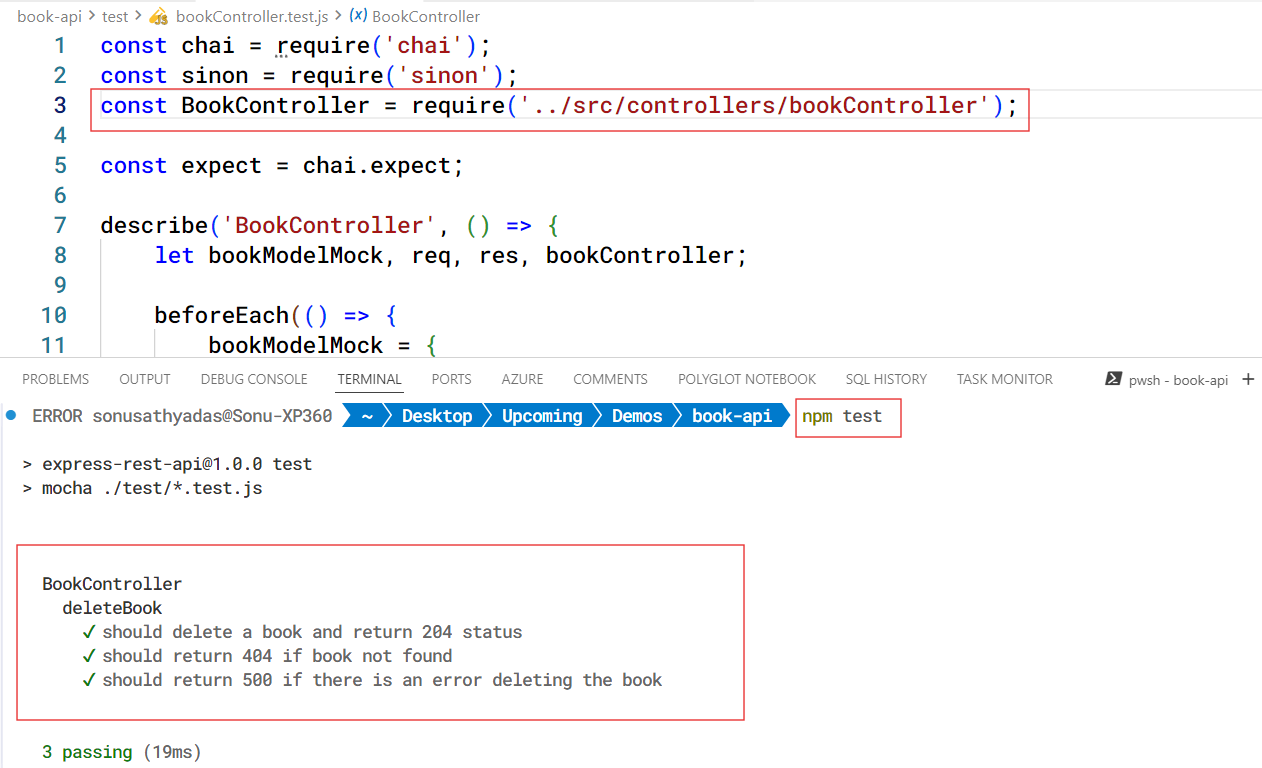 book-api > test > JS bookController.test.js > (x) BookController
1 const chai = require('chai');
2 const sinon = require('sinon');
3 const BookController = require('../src/controllers/bookController');
4
5 const expect = chai.expect;
6
7 describe('BookController', () => {
8 let bookModelMock, req, res, bookController;
9
10 beforeEach(() => {
11 bookModelMock = {
PROBLEMS OUTPUT DEBUG CONSOLE TERMINAL PORTS AZURE COMMENTS POLYGLOT NOTEBOOK SQL HISTORY TASK MONITOR pwsh - book-api +
ERROR sonusathyadas@Sonu-XP360 ~ Desktop Upcoming Demos book-api npm test
> express-rest-api@1.0.0 test
> mocha ./test/*.test.js
BookController
deleteBook
✓ should delete a book and return 204 status
✓ should return 404 if book not found
✓ should return 500 if there is an error deleting the book
3 passing (19ms)